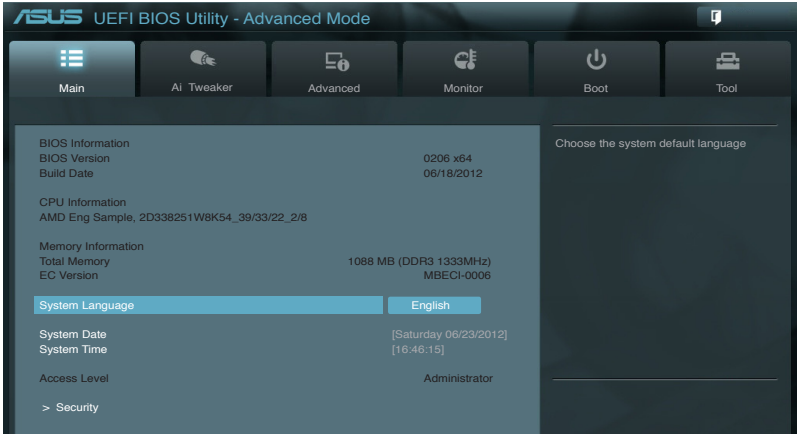 ASUS UEFI BIOS Utility - Advanced Mode
Main Ai Tweaker Advanced Monitor Boot Tool
BIOS Information
BIOS Version 0206 x64
Build Date 06/18/2012
CPU Information
AMD Eng Sample, 2D338251W8K54_39/33/22_2/8
Memory Information
Total Memory 1088 MB (DDR3 1333MHz)
EC Version MBECI-0006
System Language English
System Date [Saturday 06/23/2012]
System Time [16:46:15]
Access Level Administrator
> Security
Choose the system default language